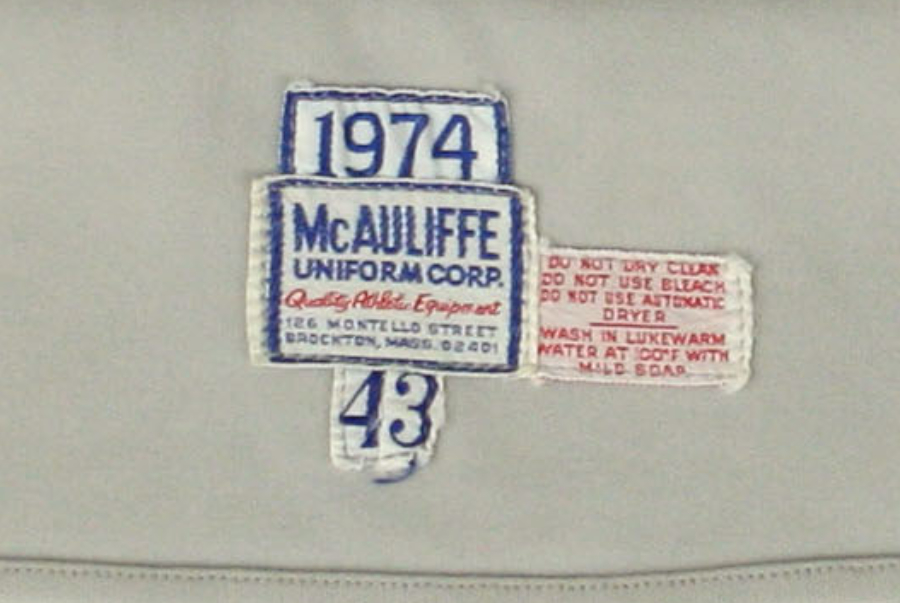 1974
McAULIFFE
UNIFORM CORP.
Quality Athletic Equipment
126 MONTELLO STREET
BROCKTON, MASS. 02401
43
DO NOT DRY CLEAN
DO NOT USE BLEACH
DO NOT USE AUTOMATIC
DRYER
WASH IN LUKEWARM
WATER AT 100°F WITH
MILD SOAP